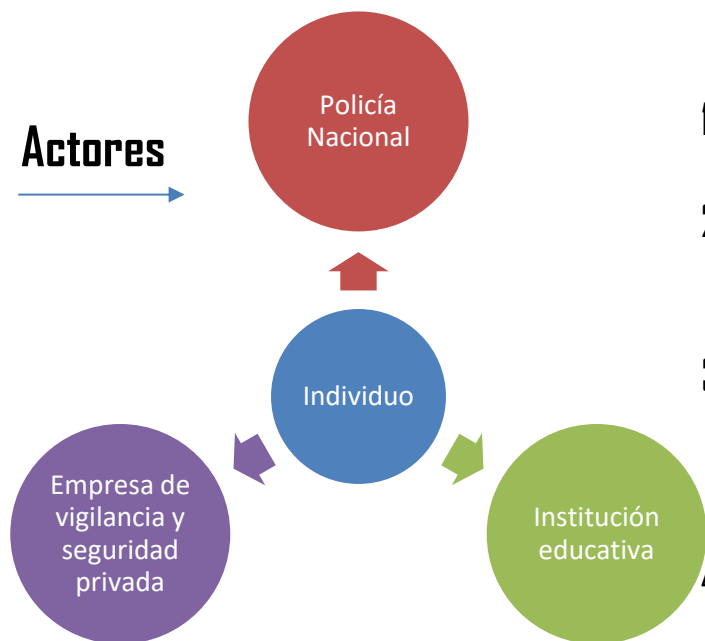 Actores
Policía
Nacional
Individuo
Empresa de
vigilancia y
seguridad
privada
Institución
educativa